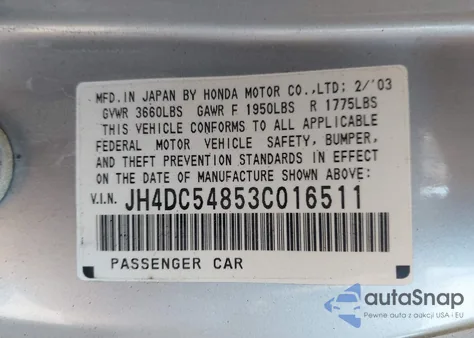 MFD.IN JAPAN BY HONDA MOTOR CO.,LTD: 2/'03
GVWR 3660LBS GAWR F 1950LBS R 1775LBS
THIS VEHICLE CONFORMS TO ALL APPLICABLE
FEDERAL MOTOR VEHICLE SAFETY, BUMPER,
AND THEFT PREVENTION STANDARDS IN EFFECT
ON THE DATE OF MANUFACTURE SHOWN ABOVE:
V.I.N. JH4DC54853C016511
PASSENGER CAR
autoSnap
Pewne auta z dostawą USA i EU